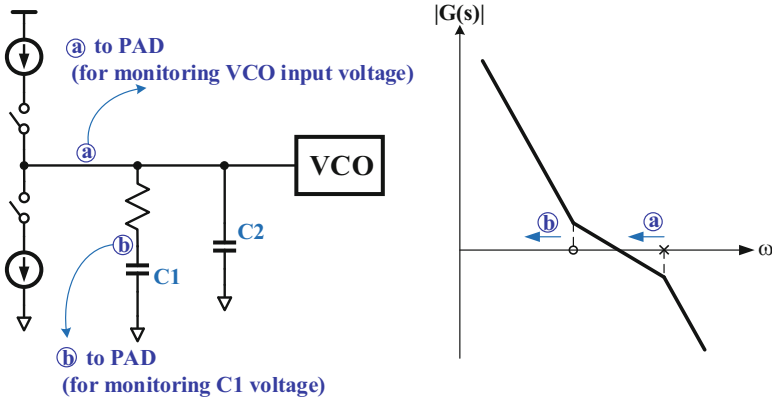 ⓐ to PAD
(for monitoring VCO input voltage)
ⓐ
VCO
ⓑ
C1
C2
ⓑ to PAD
(for monitoring C1 voltage)
|G(s)|
ⓑ
ⓐ
ω